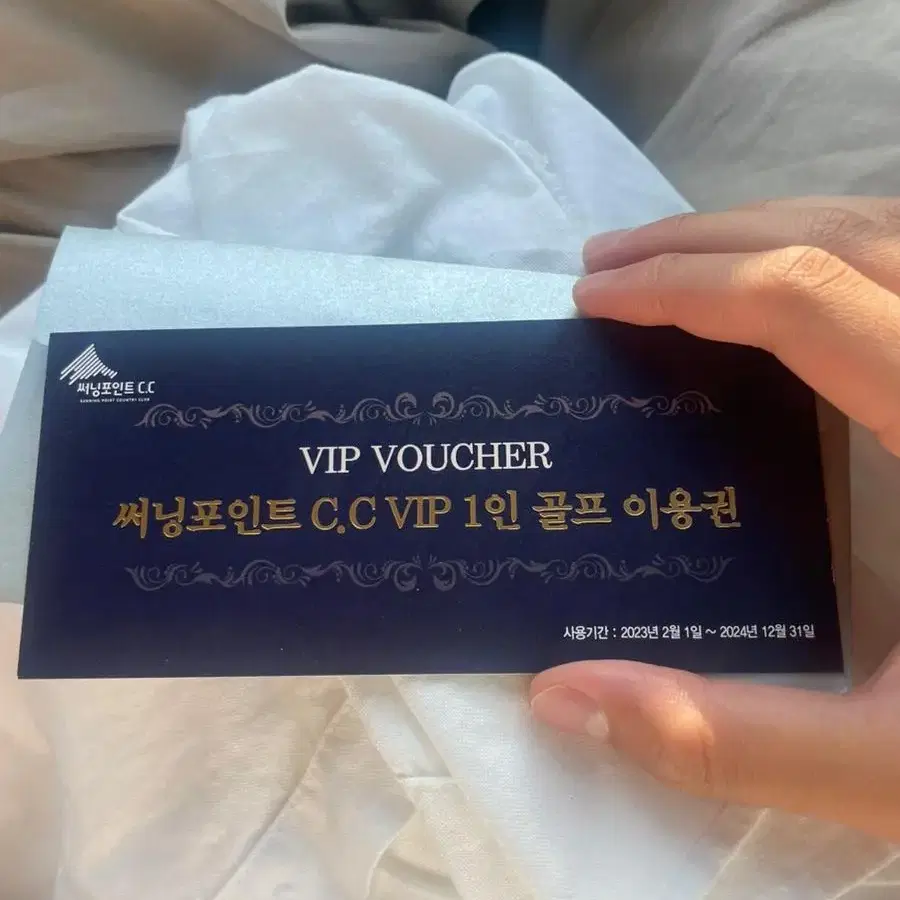 써닝포인트 C.C
SUNNING POINT COUNTRY CLUB
VIP VOUCHER
써닝포인트 C.C VIP 1인 골프 이용권
사용기간 : 2023년 2월 1일 ~ 2024년 12월 31일